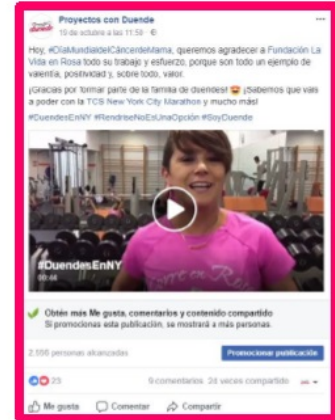 Proyectos con Duende
19 de octubre a las 11:59
Hoy, #DíaMundialdelCáncerdeMama, queremos agradecer a Fundación La
Vida en Rosa todo su trabajo y esfuerzo, porque son todo un ejemplo de
valentía, positividad y, sobre todo, valor.
¡Gracias por formar parte de la familia de duendes! ¡Sabemos que vais
a poder con la TCS New York City Marathon y mucho más!
#DuendesEnNY #RendirseNoEsUnaOpción #SoyDuende
#DuendesEnNY
00:44
Obtén más Me gusta, comentarios y contenido compartido
Si promocionas esta publicación, se mostrará a más personas.
personas alcanzadas
Promocionar publicación
23
9 comentarios 24 veces compartido
Me gusta Comentar Compartir